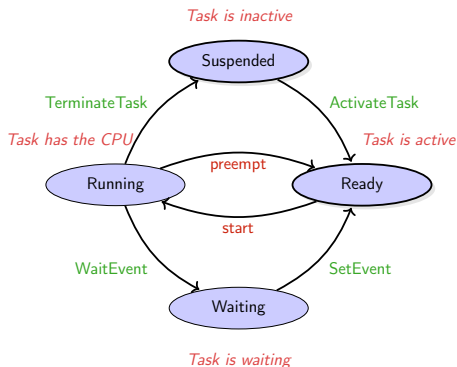 Task is inactive
Suspended
TerminateTask
ActivateTask
Task has the CPU
Task is active
preempt
Running
Ready
start
WaitEvent
SetEvent
Waiting
Task is waiting